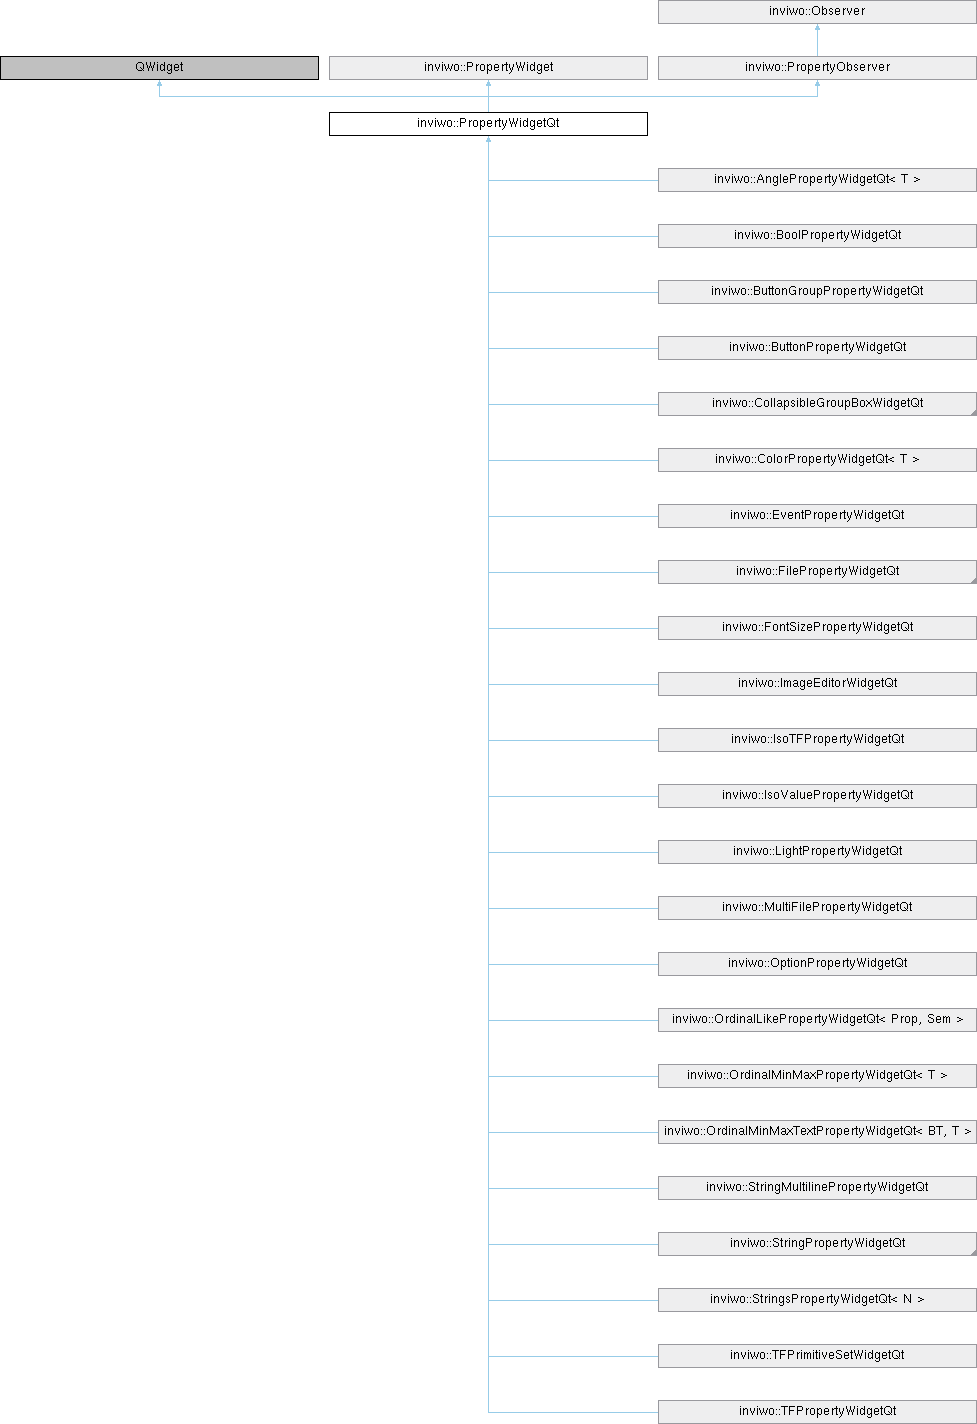 inviwo::Observer
QWidget
inviwo::PropertyWidget
inviwo::PropertyObserver
inviwo::PropertyWidgetQt
inviwo::AnglePropertyWidgetQt< T >
inviwo::BoolPropertyWidgetQt
inviwo::ButtonGroupPropertyWidgetQt
inviwo::ButtonPropertyWidgetQt
inviwo::CollapsibleGroupBoxWidgetQt
inviwo::ColorPropertyWidgetQt< T >
inviwo::EventPropertyWidgetQt
inviwo::FilePropertyWidgetQt
inviwo::FontSizePropertyWidgetQt
inviwo::ImageEditorWidgetQt
inviwo::IsoTFPropertyWidgetQt
inviwo::IsoValuePropertyWidgetQt
inviwo::LightPropertyWidgetQt
inviwo::MultiFilePropertyWidgetQt
inviwo::OptionPropertyWidgetQt
inviwo::OrdinalLikePropertyWidgetQt< Prop, Sem >
inviwo::OrdinalMinMaxPropertyWidgetQt< T >
inviwo::OrdinalMinMaxTextPropertyWidgetQt< BT, T >
inviwo::StringMultilinePropertyWidgetQt
inviwo::StringPropertyWidgetQt
inviwo::StringsPropertyWidgetQt< N >
inviwo::TFPrimitiveSetWidgetQt
inviwo::TFPropertyWidgetQt